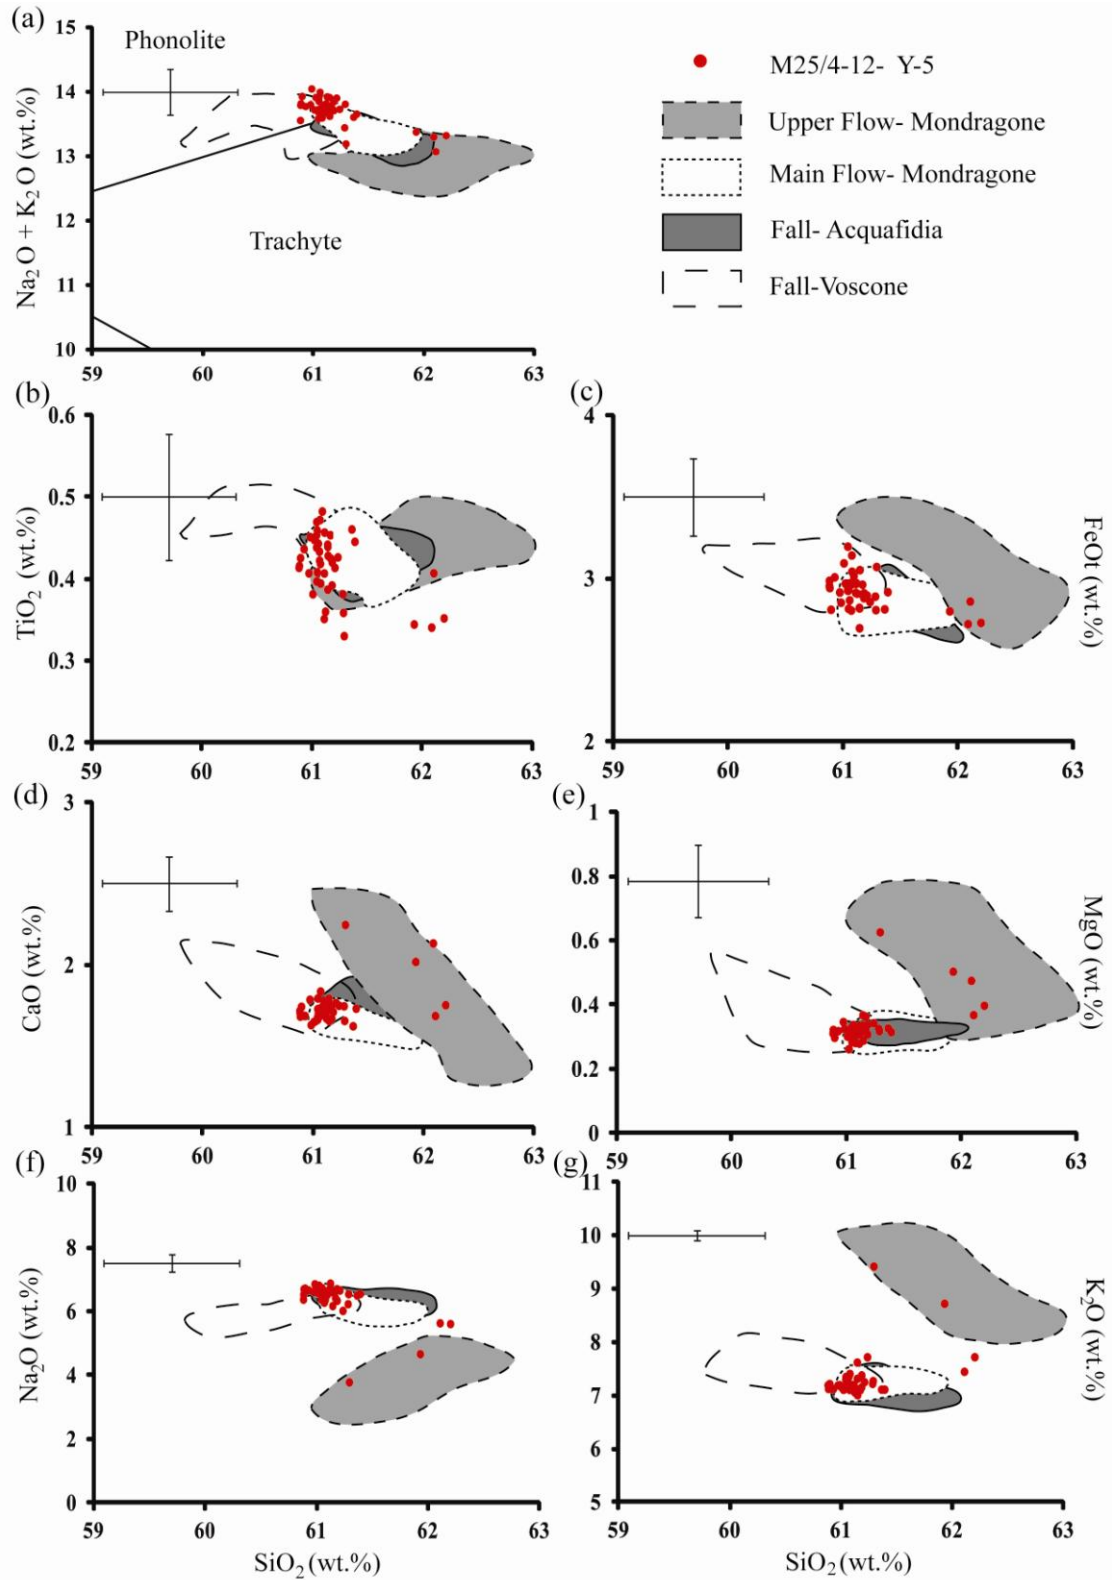 (a)
15
14
13
12
11
10
Na₂O + K₂O (wt.%)
Phonolite
Trachyte
59 60 61 62 63
M25/4-12- Y-5
Upper Flow- Mondragone
Main Flow- Mondragone
Fall- Acquafidia
Fall-Voscone
(b)
0.6
0.5
0.4
0.3
0.2
TiO₂ (wt.%)
59 60 61 62 63
(c)
4
3
2
FeOt (wt.%)
59 60 61 62 63
(d)
3
2
1
CaO (wt.%)
59 60 61 62 63
(e)
1
0.8
0.6
0.4
0.2
0
MgO (wt.%)
59 60 61 62 63
(f)
10
8
6
4
2
0
Na₂O (wt.%)
59 60 61 62 63
SiO₂ (wt.%)
(g)
11
10
9
8
7
6
5
K₂O (wt.%)
59 60 61 62 63
SiO₂ (wt.%)